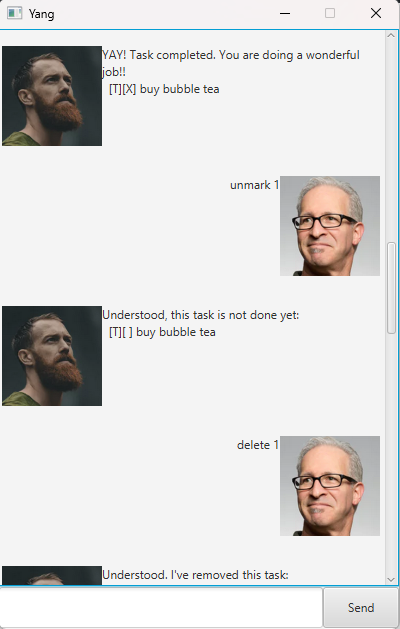 Yang
YAY! Task completed. You are doing a wonderful
job!!
[T][X] buy bubble tea
unmark 1
Understood, this task is not done yet:
[T][ ] buy bubble tea
delete 1
Understood. I've removed this task:
Send